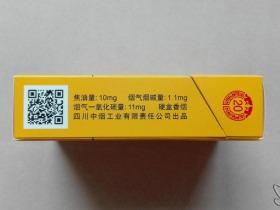 焦油量:10mg 烟气烟碱量:1.1mg
烟气一氧化碳量:11mg 硬盒香烟
四川中烟工业有限责任公司出品
20